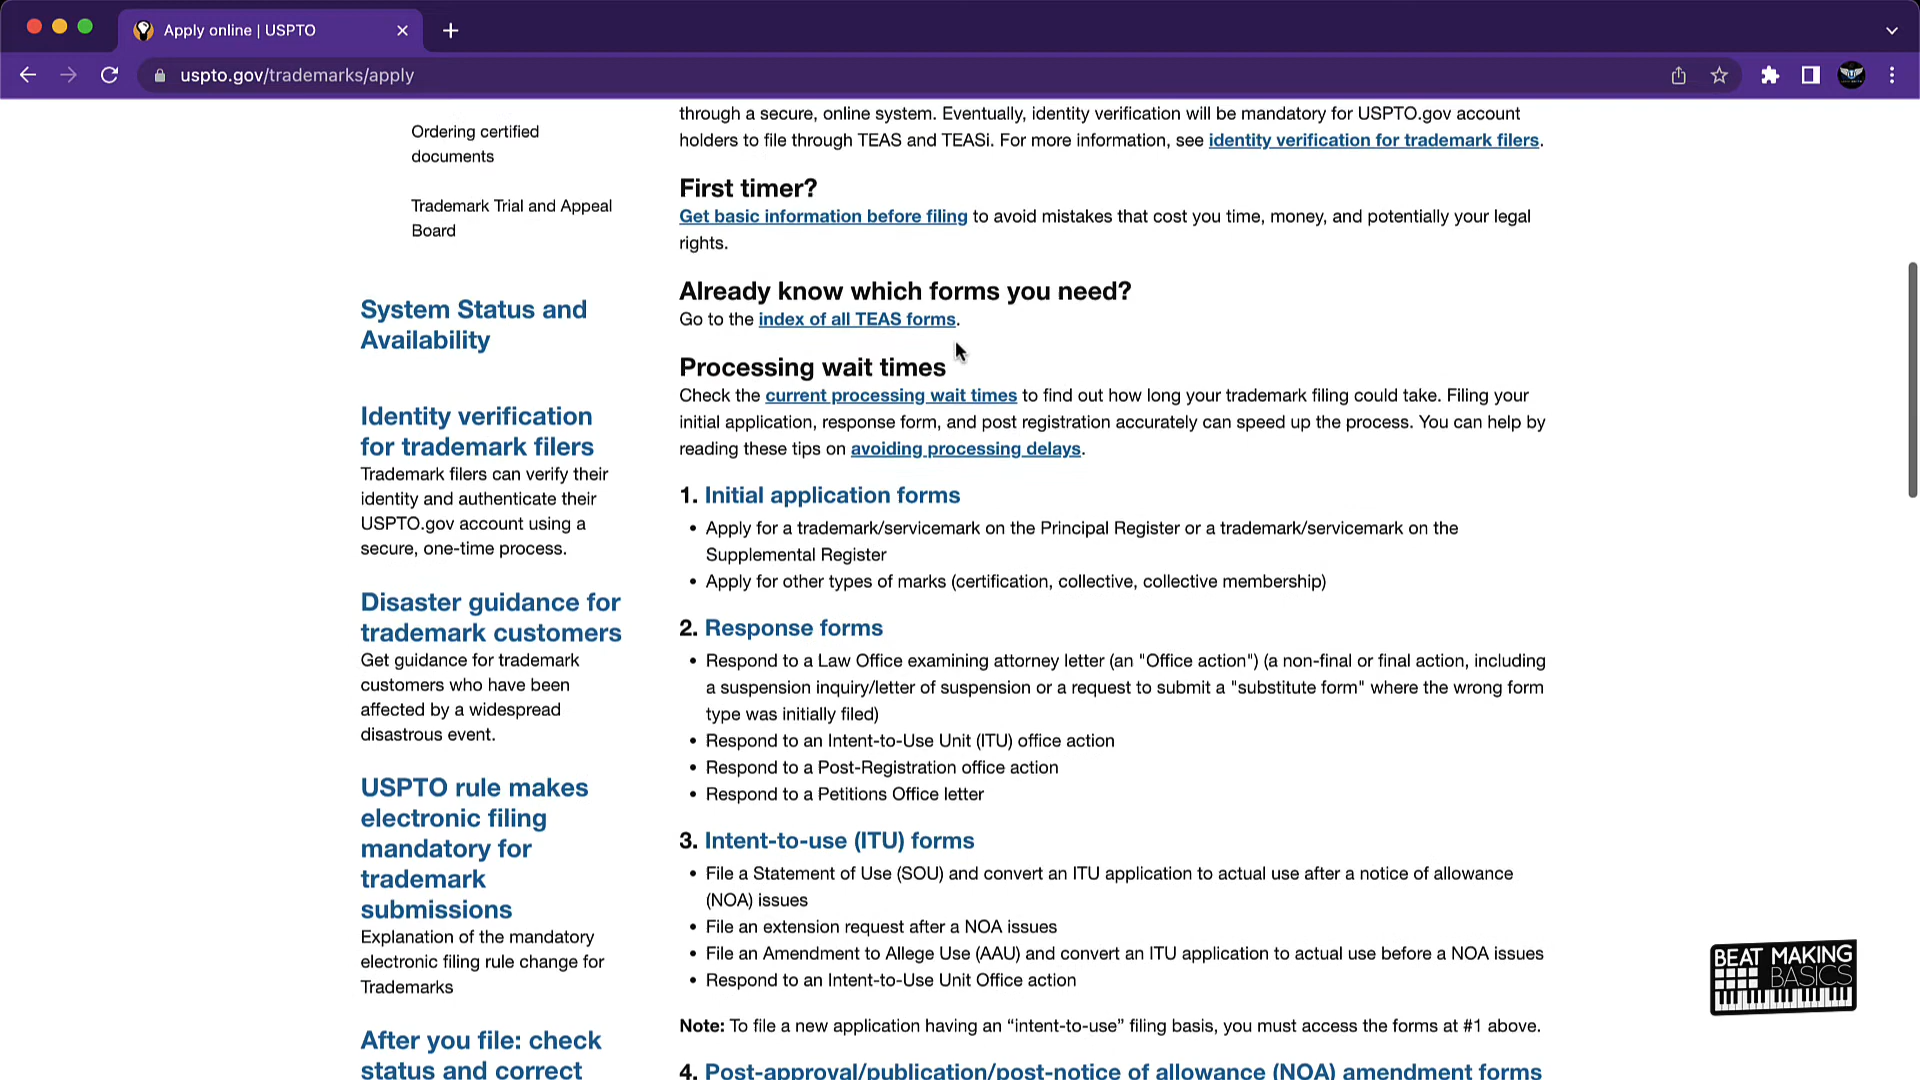 Apply online | USPTO
uspto.gov/trademarks/apply
Ordering certified
documents
Trademark Trial and Appeal
Board
System Status and
Availability
Identity verification
for trademark filers
Trademark filers can verify their
identity and authenticate their
USPTO.gov account using a
secure, one-time process.
Disaster guidance for
trademark customers
Get guidance for trademark
customers who have been
affected by a widespread
disastrous event.
USPTO rule makes
electronic filing
mandatory for
trademark
submissions
Explanation of the mandatory
electronic filing rule change for
Trademarks
After you file: check
status and correct
through a secure, online system. Eventually, identity verification will be mandatory for USPTO.gov account
holders to file through TEAS and TEASi. For more information, see identity verification for trademark filers.
First timer?
Get basic information before filing to avoid mistakes that cost you time, money, and potentially your legal
rights.
Already know which forms you need?
Go to the index of all TEAS forms.
Processing wait times
Check the current processing wait times to find out how long your trademark filing could take. Filing your
initial application, response form, and post registration accurately can speed up the process. You can help by
reading these tips on avoiding processing delays.
1. Initial application forms
• Apply for a trademark/servicemark on the Principal Register or a trademark/servicemark on the
Supplemental Register
• Apply for other types of marks (certification, collective, collective membership)
2. Response forms
• Respond to a Law Office examining attorney letter (an "Office action") (a non-final or final action, including
a suspension inquiry/letter of suspension or a request to submit a "substitute form" where the wrong form
type was initially filed)
• Respond to an Intent-to-Use Unit (ITU) office action
• Respond to a Post-Registration office action
• Respond to a Petitions Office letter
3. Intent-to-use (ITU) forms
• File a Statement of Use (SOU) and convert an ITU application to actual use after a notice of allowance
(NOA) issues
• File an extension request after a NOA issues
• File an Amendment to Allege Use (AAU) and convert an ITU application to actual use before a NOA issues
• Respond to an Intent-to-Use Unit Office action
Note: To file a new application having an “intent-to-use” filing basis, you must access the forms at #1 above.
4. Post-approval/publication/post-notice of allowance (NOA) amendment forms
BEAT MAKING
BASICS